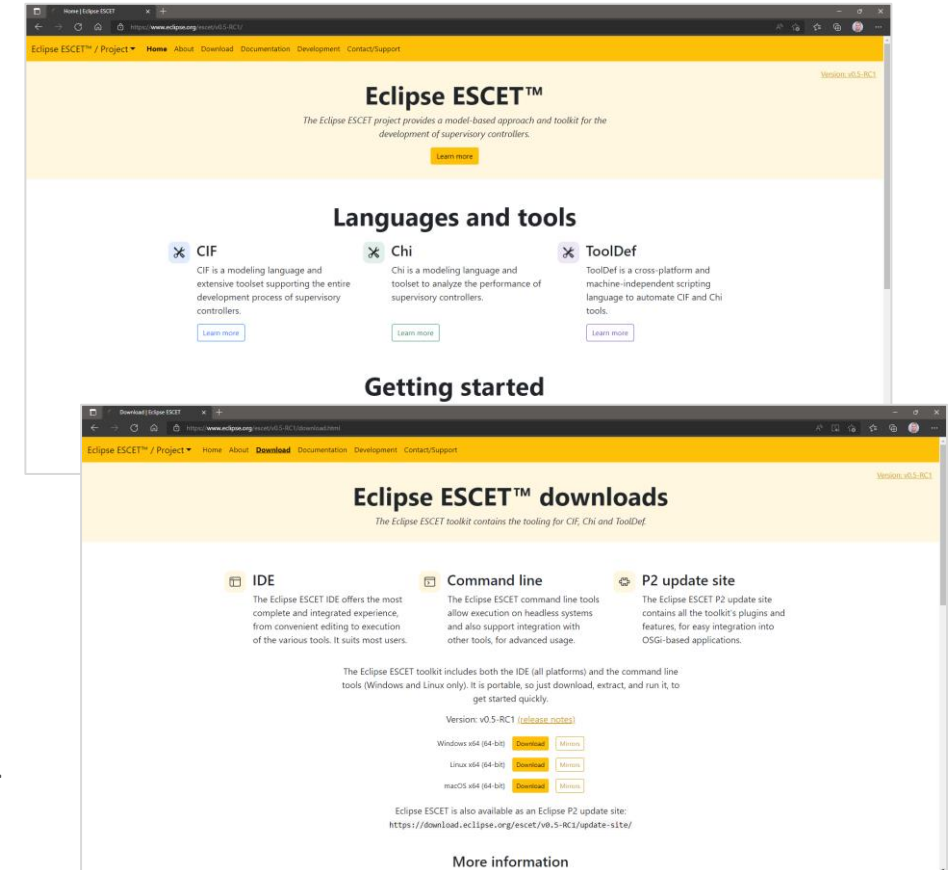 Home | Eclipse ESCET
https://www.eclipse.org/escet/v0.5-RC1/
Eclipse ESCET™ / Project Home About Download Documentation Development Contact/Support
Version: v0.5-RC1
Eclipse ESCET™
The Eclipse ESCET project provides a model-based approach and toolkit for the
development of supervisory controllers.
Learn more
Languages and tools
CIF
CIF is a modeling language and
extensive toolset supporting the entire
development process of supervisory
controllers.
Learn more
Chi
Chi is a modeling language and
toolset to analyze the performance of
supervisory controllers.
Learn more
ToolDef
ToolDef is a cross-platform and
machine-independent scripting
language to automate CIF and Chi
tools.
Learn more
Getting started
Download | Eclipse ESCET
https://www.eclipse.org/escet/v0.5-RC1/download.html
Eclipse ESCET™ / Project Home About Download Documentation Development Contact/Support
Version: v0.5-RC1
Eclipse ESCET™ downloads
The Eclipse ESCET toolkit contains the tooling for CIF, Chi and ToolDef.
IDE
The Eclipse ESCET IDE offers the most
complete and integrated experience,
from convenient editing to execution
of the various tools. It suits most users.
Command line
The Eclipse ESCET command line tools
allow execution on headless systems
and also support integration with
other tools, for advanced usage.
P2 update site
The Eclipse ESCET P2 update site
contains all the toolkit's plugins and
features, for easy integration into
OSGi-based applications.
The Eclipse ESCET toolkit includes both the IDE (all platforms) and the command line
tools (Windows and Linux only). It is portable, so just download, extract, and run it, to
get started quickly.
Version: v0.5-RC1 (release notes)
Windows x64 (64-bit) Download Mirrors
Linux x64 (64-bit) Download Mirrors
macOS x64 (64-bit) Download Mirrors
Eclipse ESCET is also available as an Eclipse P2 update site:
https://download.eclipse.org/escet/v0.5-RC1/update-site/
More information